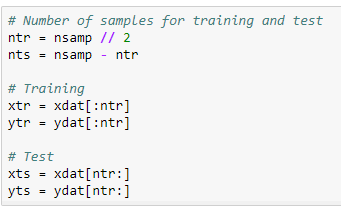 # Number of samples for training and test
ntr = nsamp // 2
nts = nsamp - ntr
# Training
xtr = xdat[:ntr]
ytr = ydat[:ntr]
# Test
xts = xdat[ntr:]
yts = ydat[ntr:]